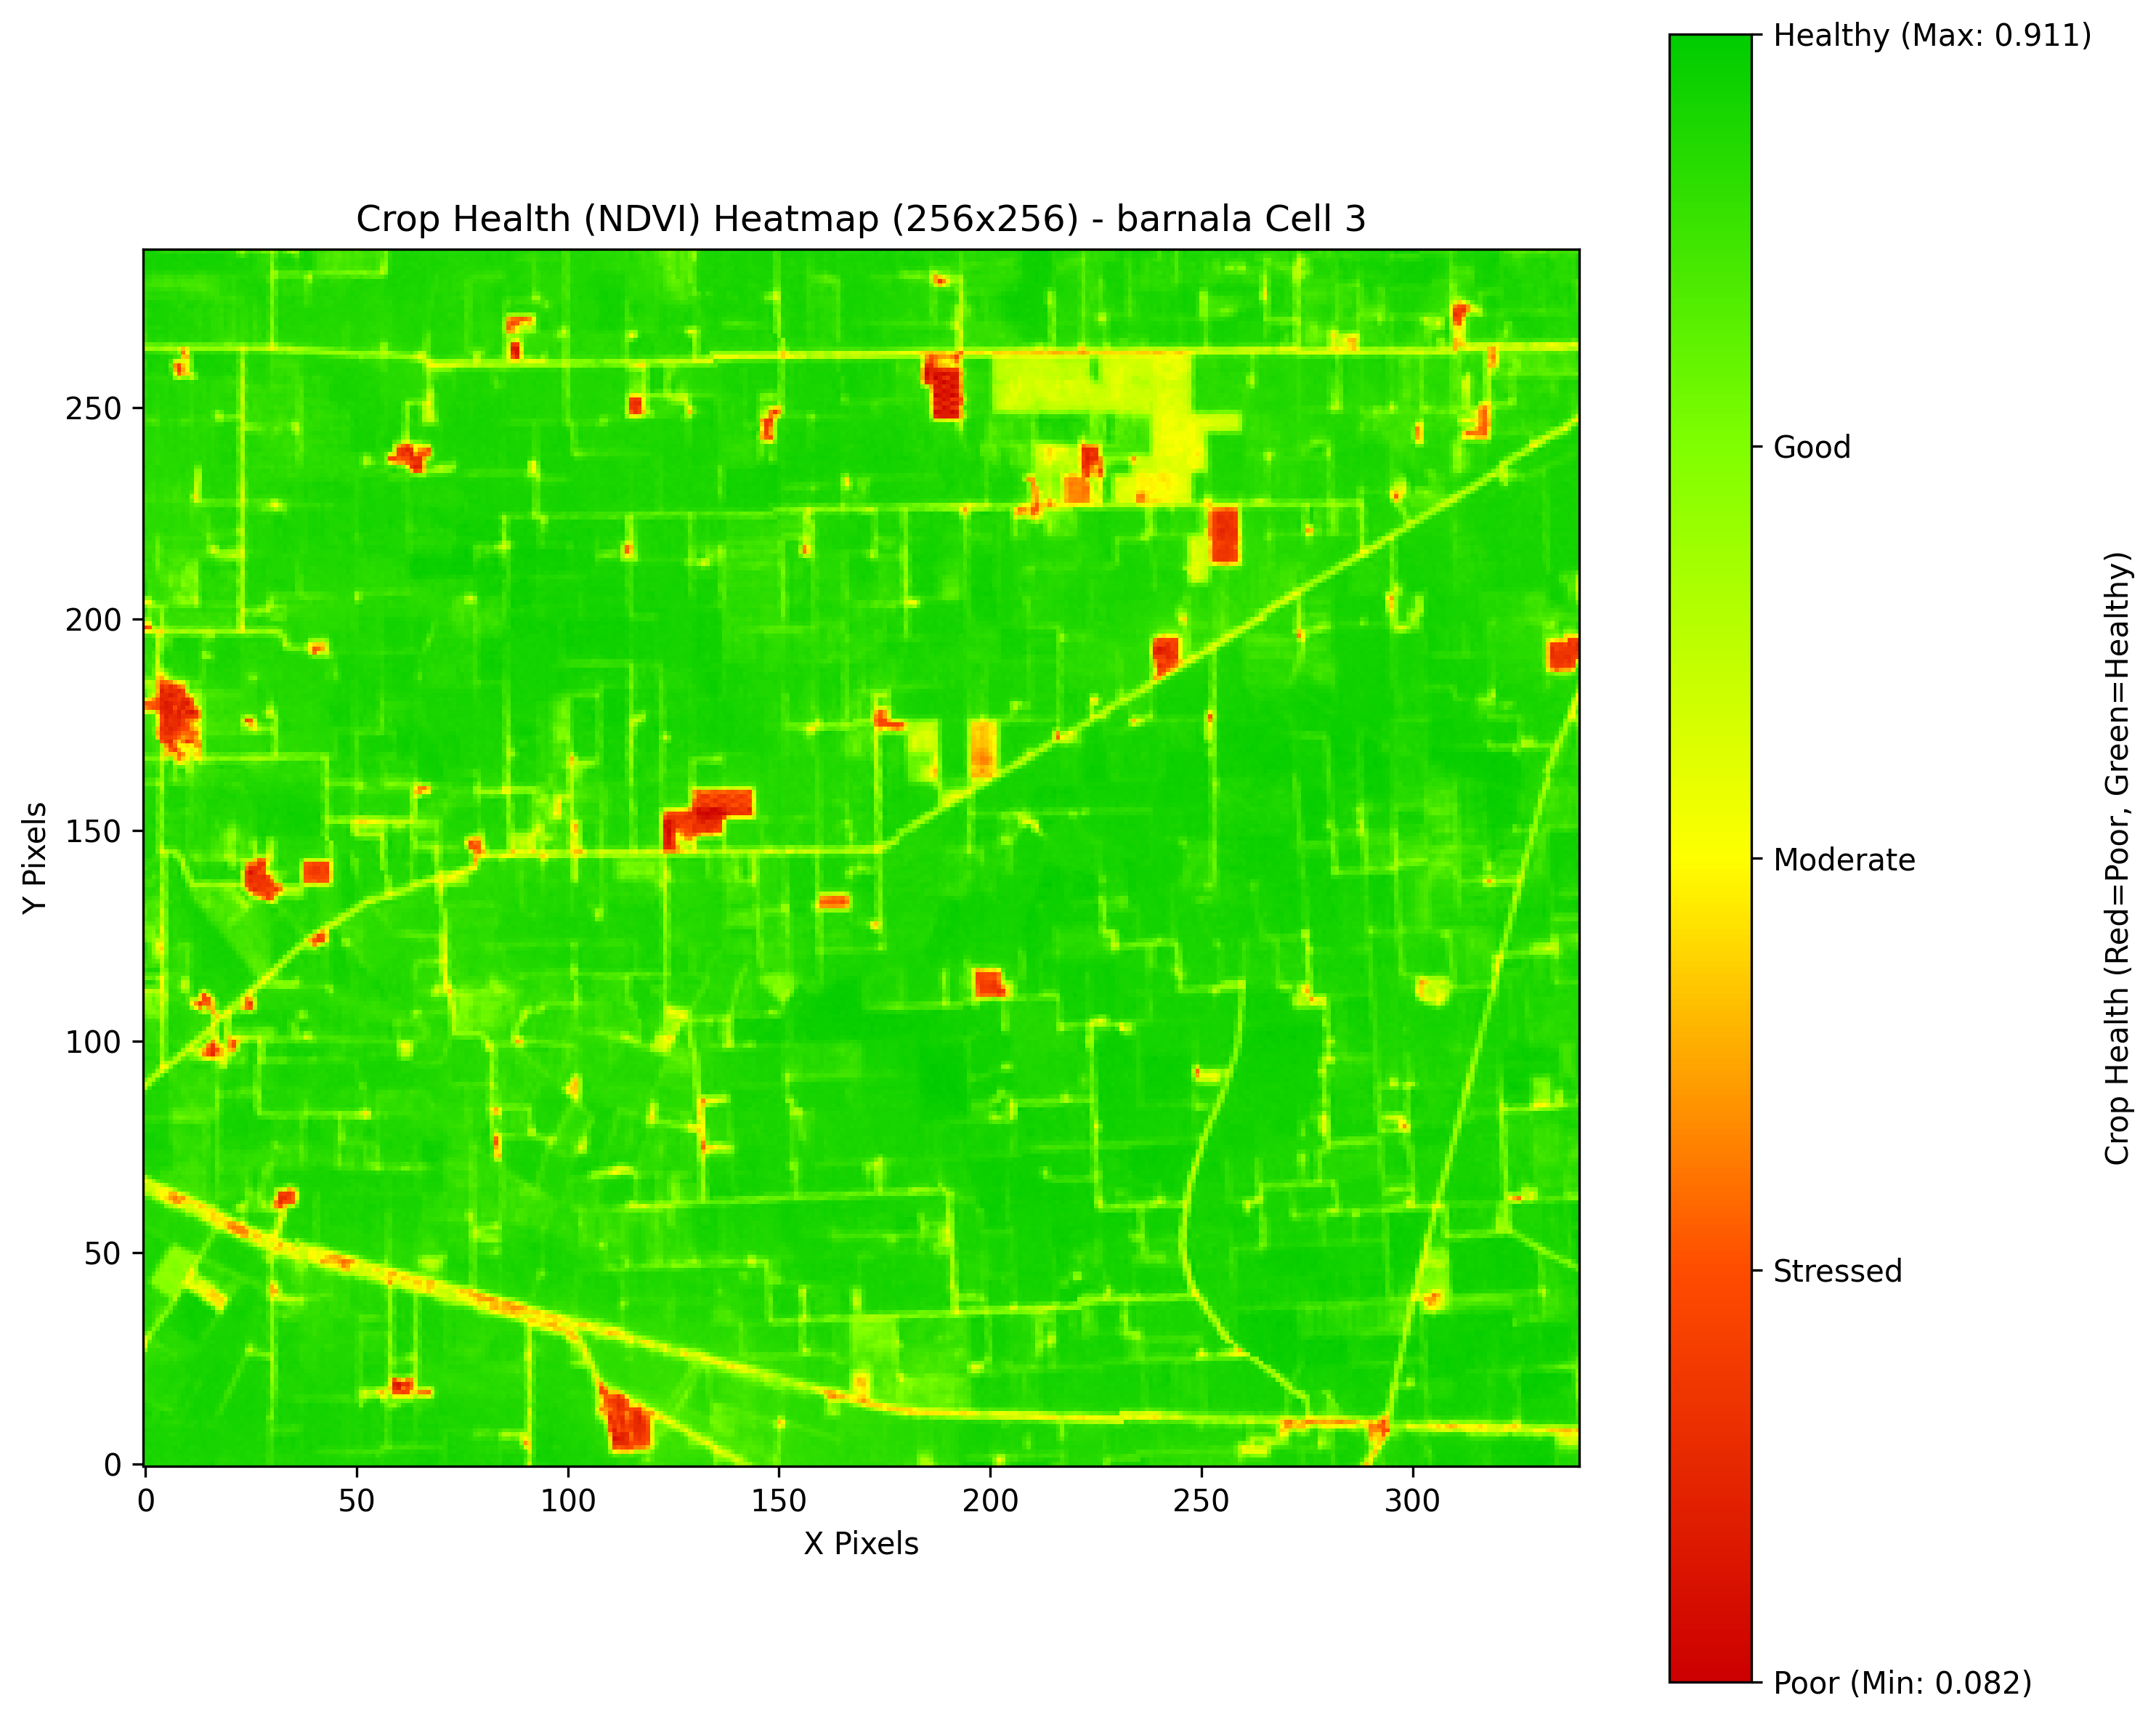 Crop Health (NDVI) Heatmap (256x256) - barnala Cell 3
250
200
150
100
50
0
Y Pixels
0 50 100 150 200 250 300
X Pixels
Healthy (Max: 0.911)
Good
Moderate
Stressed
Poor (Min: 0.082)
Crop Health (Red=Poor, Green=Healthy)